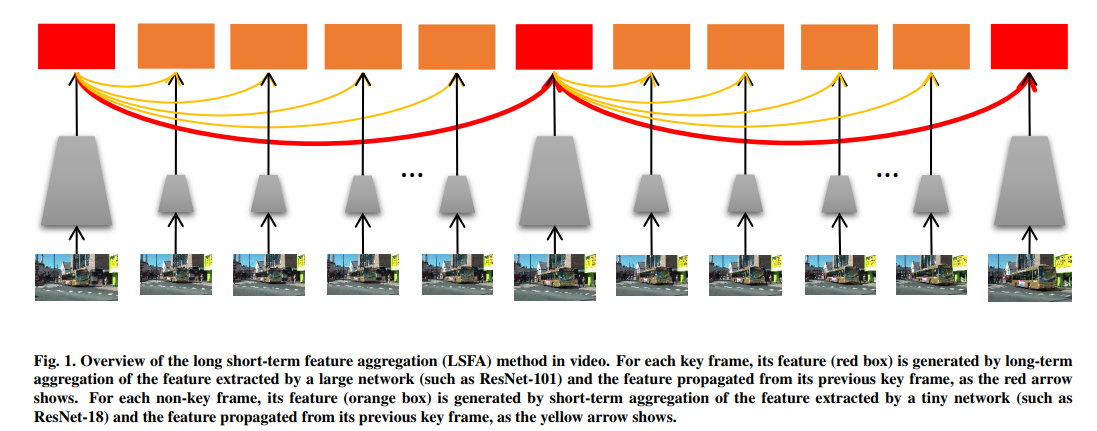 ...
...
Fig. 1. Overview of the long short-term feature aggregation (LSFA) method in video. For each key frame, its feature (red box) is generated by long-term
aggregation of the feature extracted by a large network (such as ResNet-101) and the feature propagated from its previous key frame, as the red arrow
shows. For each non-key frame, its feature (orange box) is generated by short-term aggregation of the feature extracted by a tiny network (such as
ResNet-18) and the feature propagated from its previous key frame, as the yellow arrow shows.